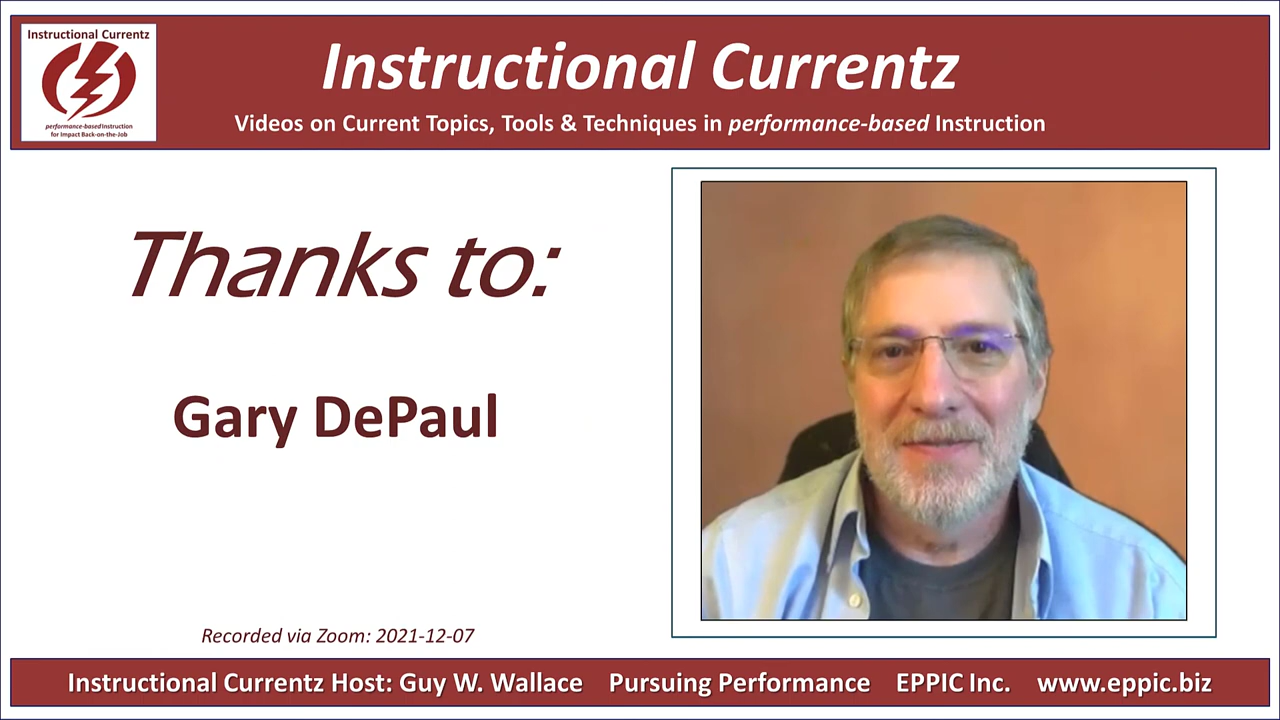 Instructional Currentz
performance-based Instruction
for Impact Back-on-the-Job
Instructional Currentz
Videos on Current Topics, Tools & Techniques in performance-based Instruction
Thanks to:
Gary DePaul
Recorded via Zoom: 2021-12-07
Instructional Currentz Host: Guy W. Wallace Pursuing Performance EPPIC Inc. www.eppic.biz